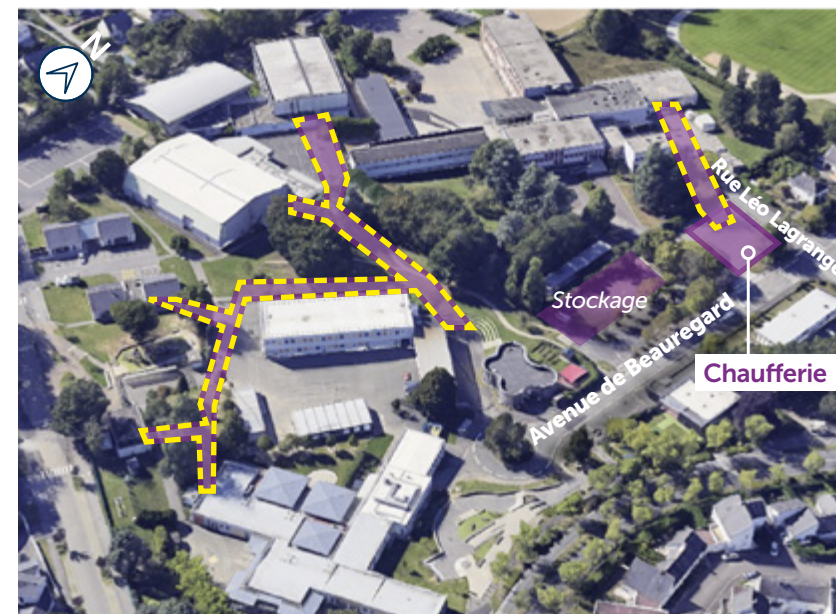 N
Rue Léo Lagrange
Stockage
Avenue de Beauregard
Chaufferie